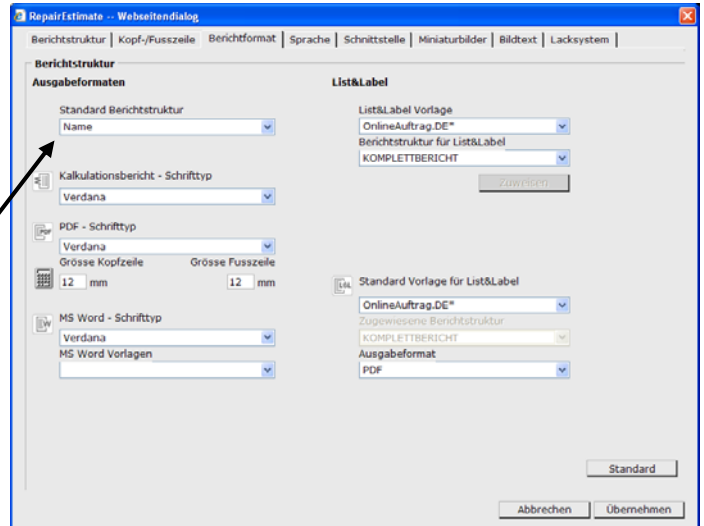 RepairEstimate -- Webseitendialog
Berichtstruktur | Kopf-/Fusszeile | Berichtformat | Sprache | Schnittstelle | Miniaturbilder | Bildtext | Lacksystem |
Berichtstruktur
Ausgabeformaten
Standard Berichtstruktur
Name
Kalkulationsbericht - Schrifttyp
Verdana
PDF
PDF - Schrifttyp
Verdana
Grösse Kopfzeile Grösse Fusszeile
12 mm 12 mm
W
MS Word - Schrifttyp
Verdana
MS Word Vorlagen
List&Label
List&Label Vorlage
OnlineAuftrag.DE*
Berichtstruktur für List&Label
KOMPLETTBERICHT
Zuweisen
L&L
Standard Vorlage für List&Label
OnlineAuftrag.DE*
Zugewiesene Berichtstruktur
KOMPLETTBERICHT
Ausgabeformat
PDF
Standard
Abbrechen Übernehmen